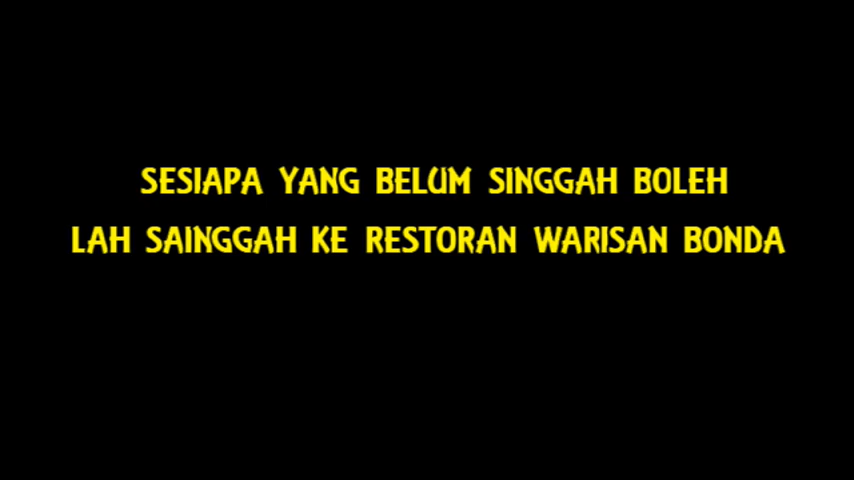 SESIAPA YANG BELUM SINGGAH BOLEH
LAH SAINGGAH KE RESTORAN WARISAN BONDA